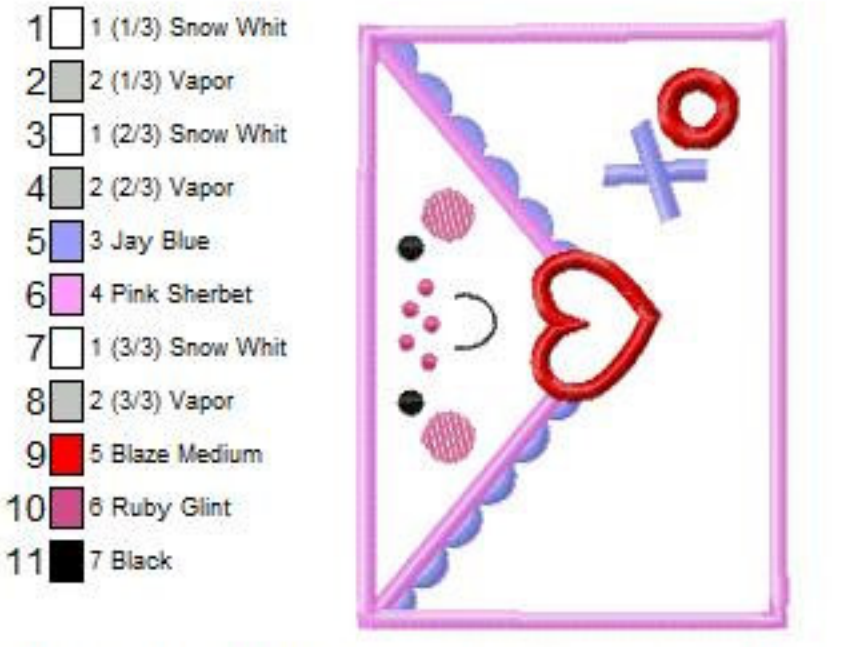 1 1 (1/3) Snow Whit
2 2 (1/3) Vapor
3 1 (2/3) Snow Whit
4 2 (2/3) Vapor
5 3 Jay Blue
6 4 Pink Sherbet
7 1 (3/3) Snow Whit
8 2 (3/3) Vapor
9 5 Blaze Medium
10 6 Ruby Glint
11 7 Black
X O